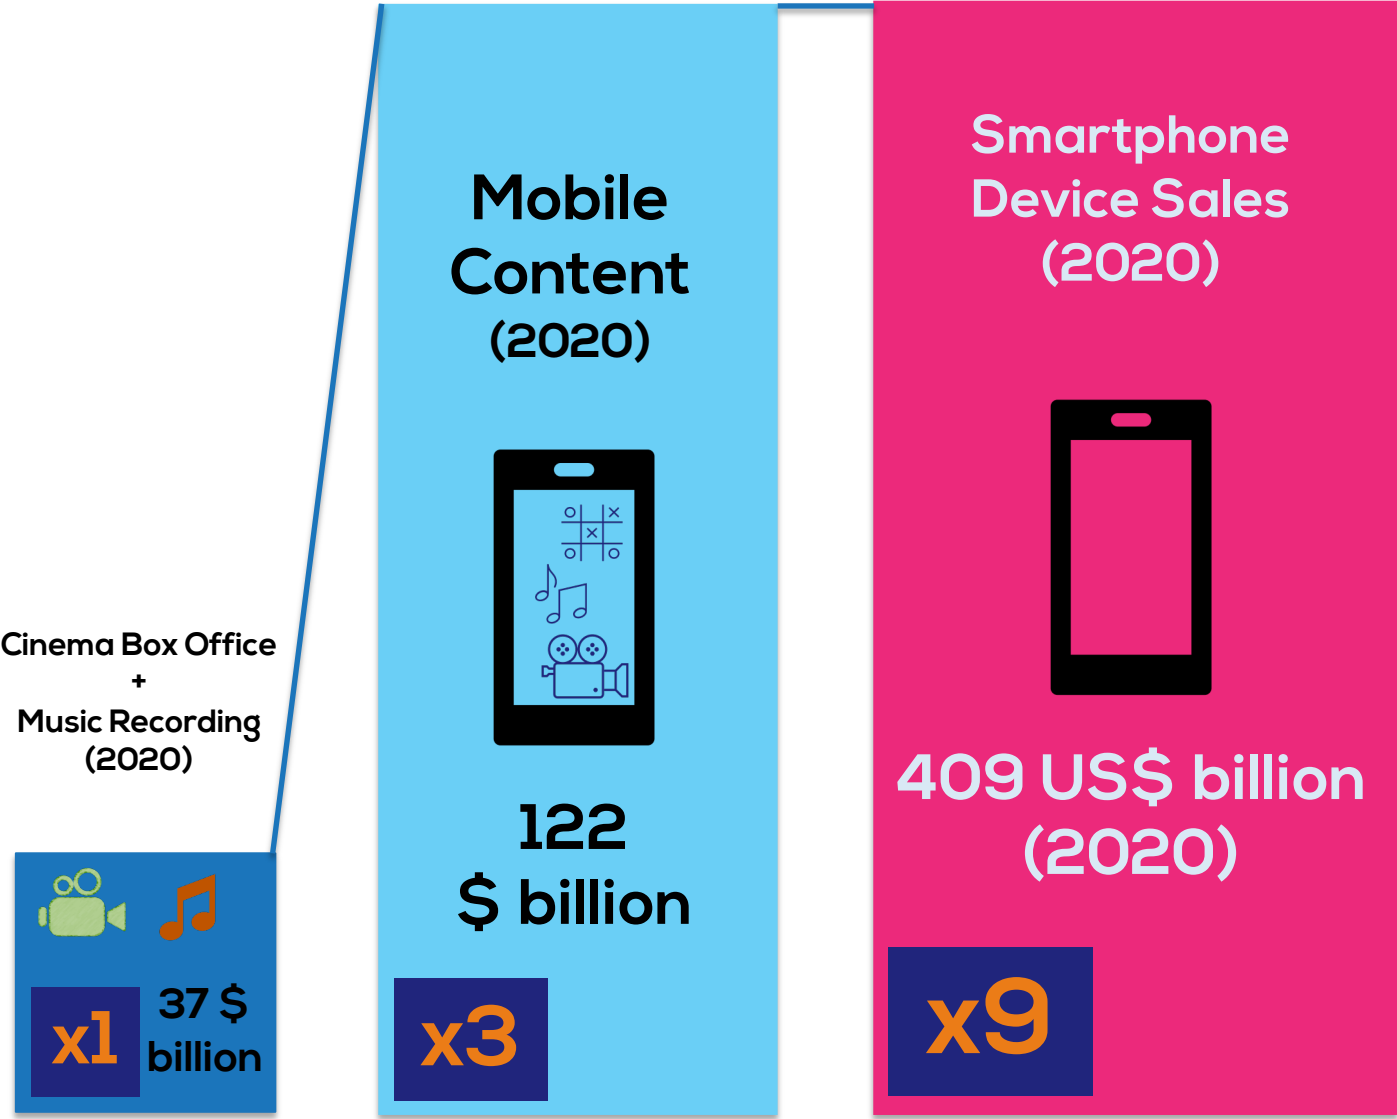 Cinema Box Office
+
Music Recording
(2020)
x1
37 $
billion
Mobile
Content
(2020)
122
$ billion
x3
Smartphone
Device Sales
(2020)
409 US$ billion
(2020)
x9